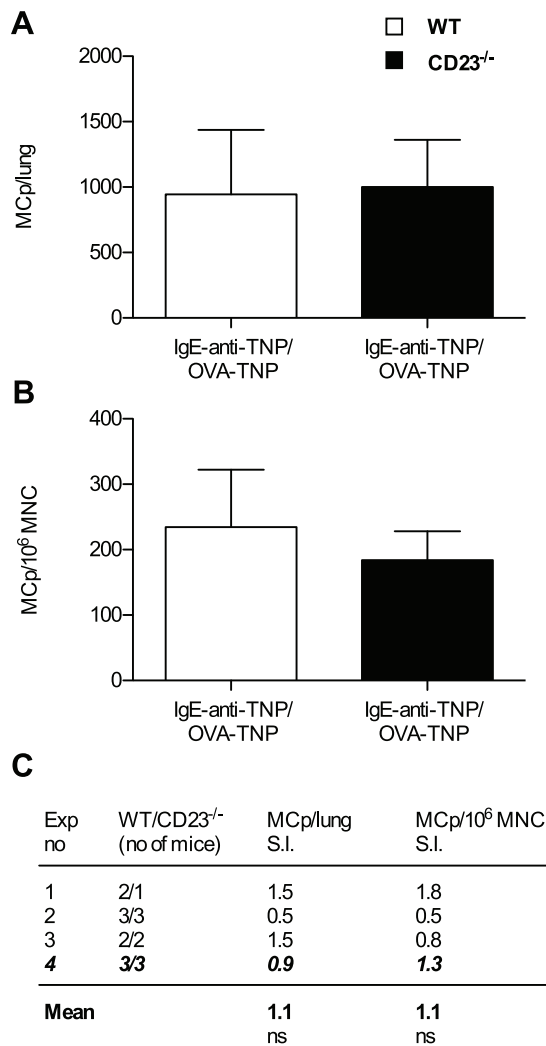 A
WT
CD23-/-
2000
1500
1000
500
0
MCp/lung
IgE-anti-TNP/
OVA-TNP
IgE-anti-TNP/
OVA-TNP
B
400
300
200
100
0
MCp/10⁶ MNC
IgE-anti-TNP/
OVA-TNP
IgE-anti-TNP/
OVA-TNP
C
Exp no WT/CD23-/- (no of mice) MCp/lung S.I. MCp/10⁶ MNC S.I.
1 2/1 1.5 1.8
2 3/3 0.5 0.5
3 2/2 1.5 0.8
4 3/3 0.9 1.3
Mean 1.1 1.1
ns ns